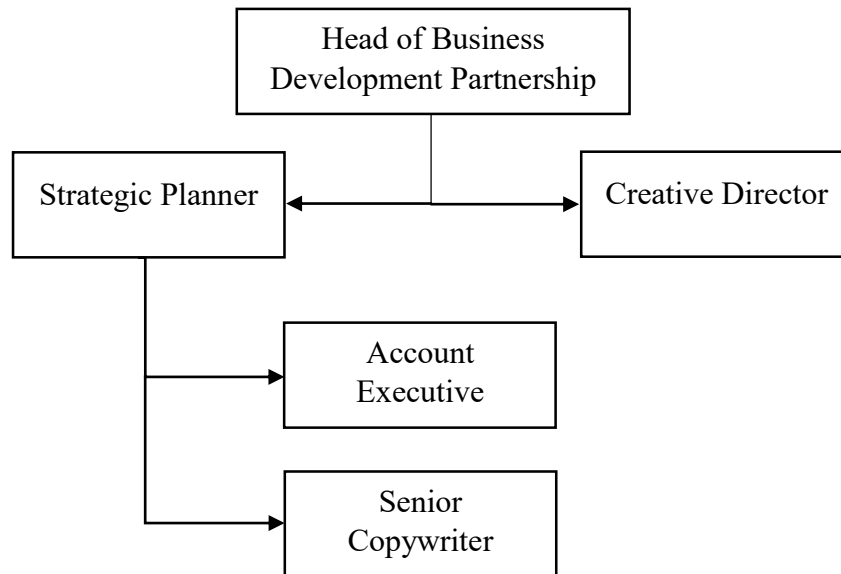 Head of Business
Development Partnership
Strategic Planner
Creative Director
Account
Executive
Senior
Copywriter